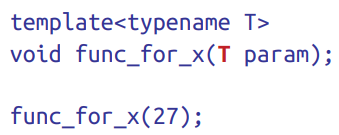 template<typename T>
void func_for_x(T param);
func_for_x(27);